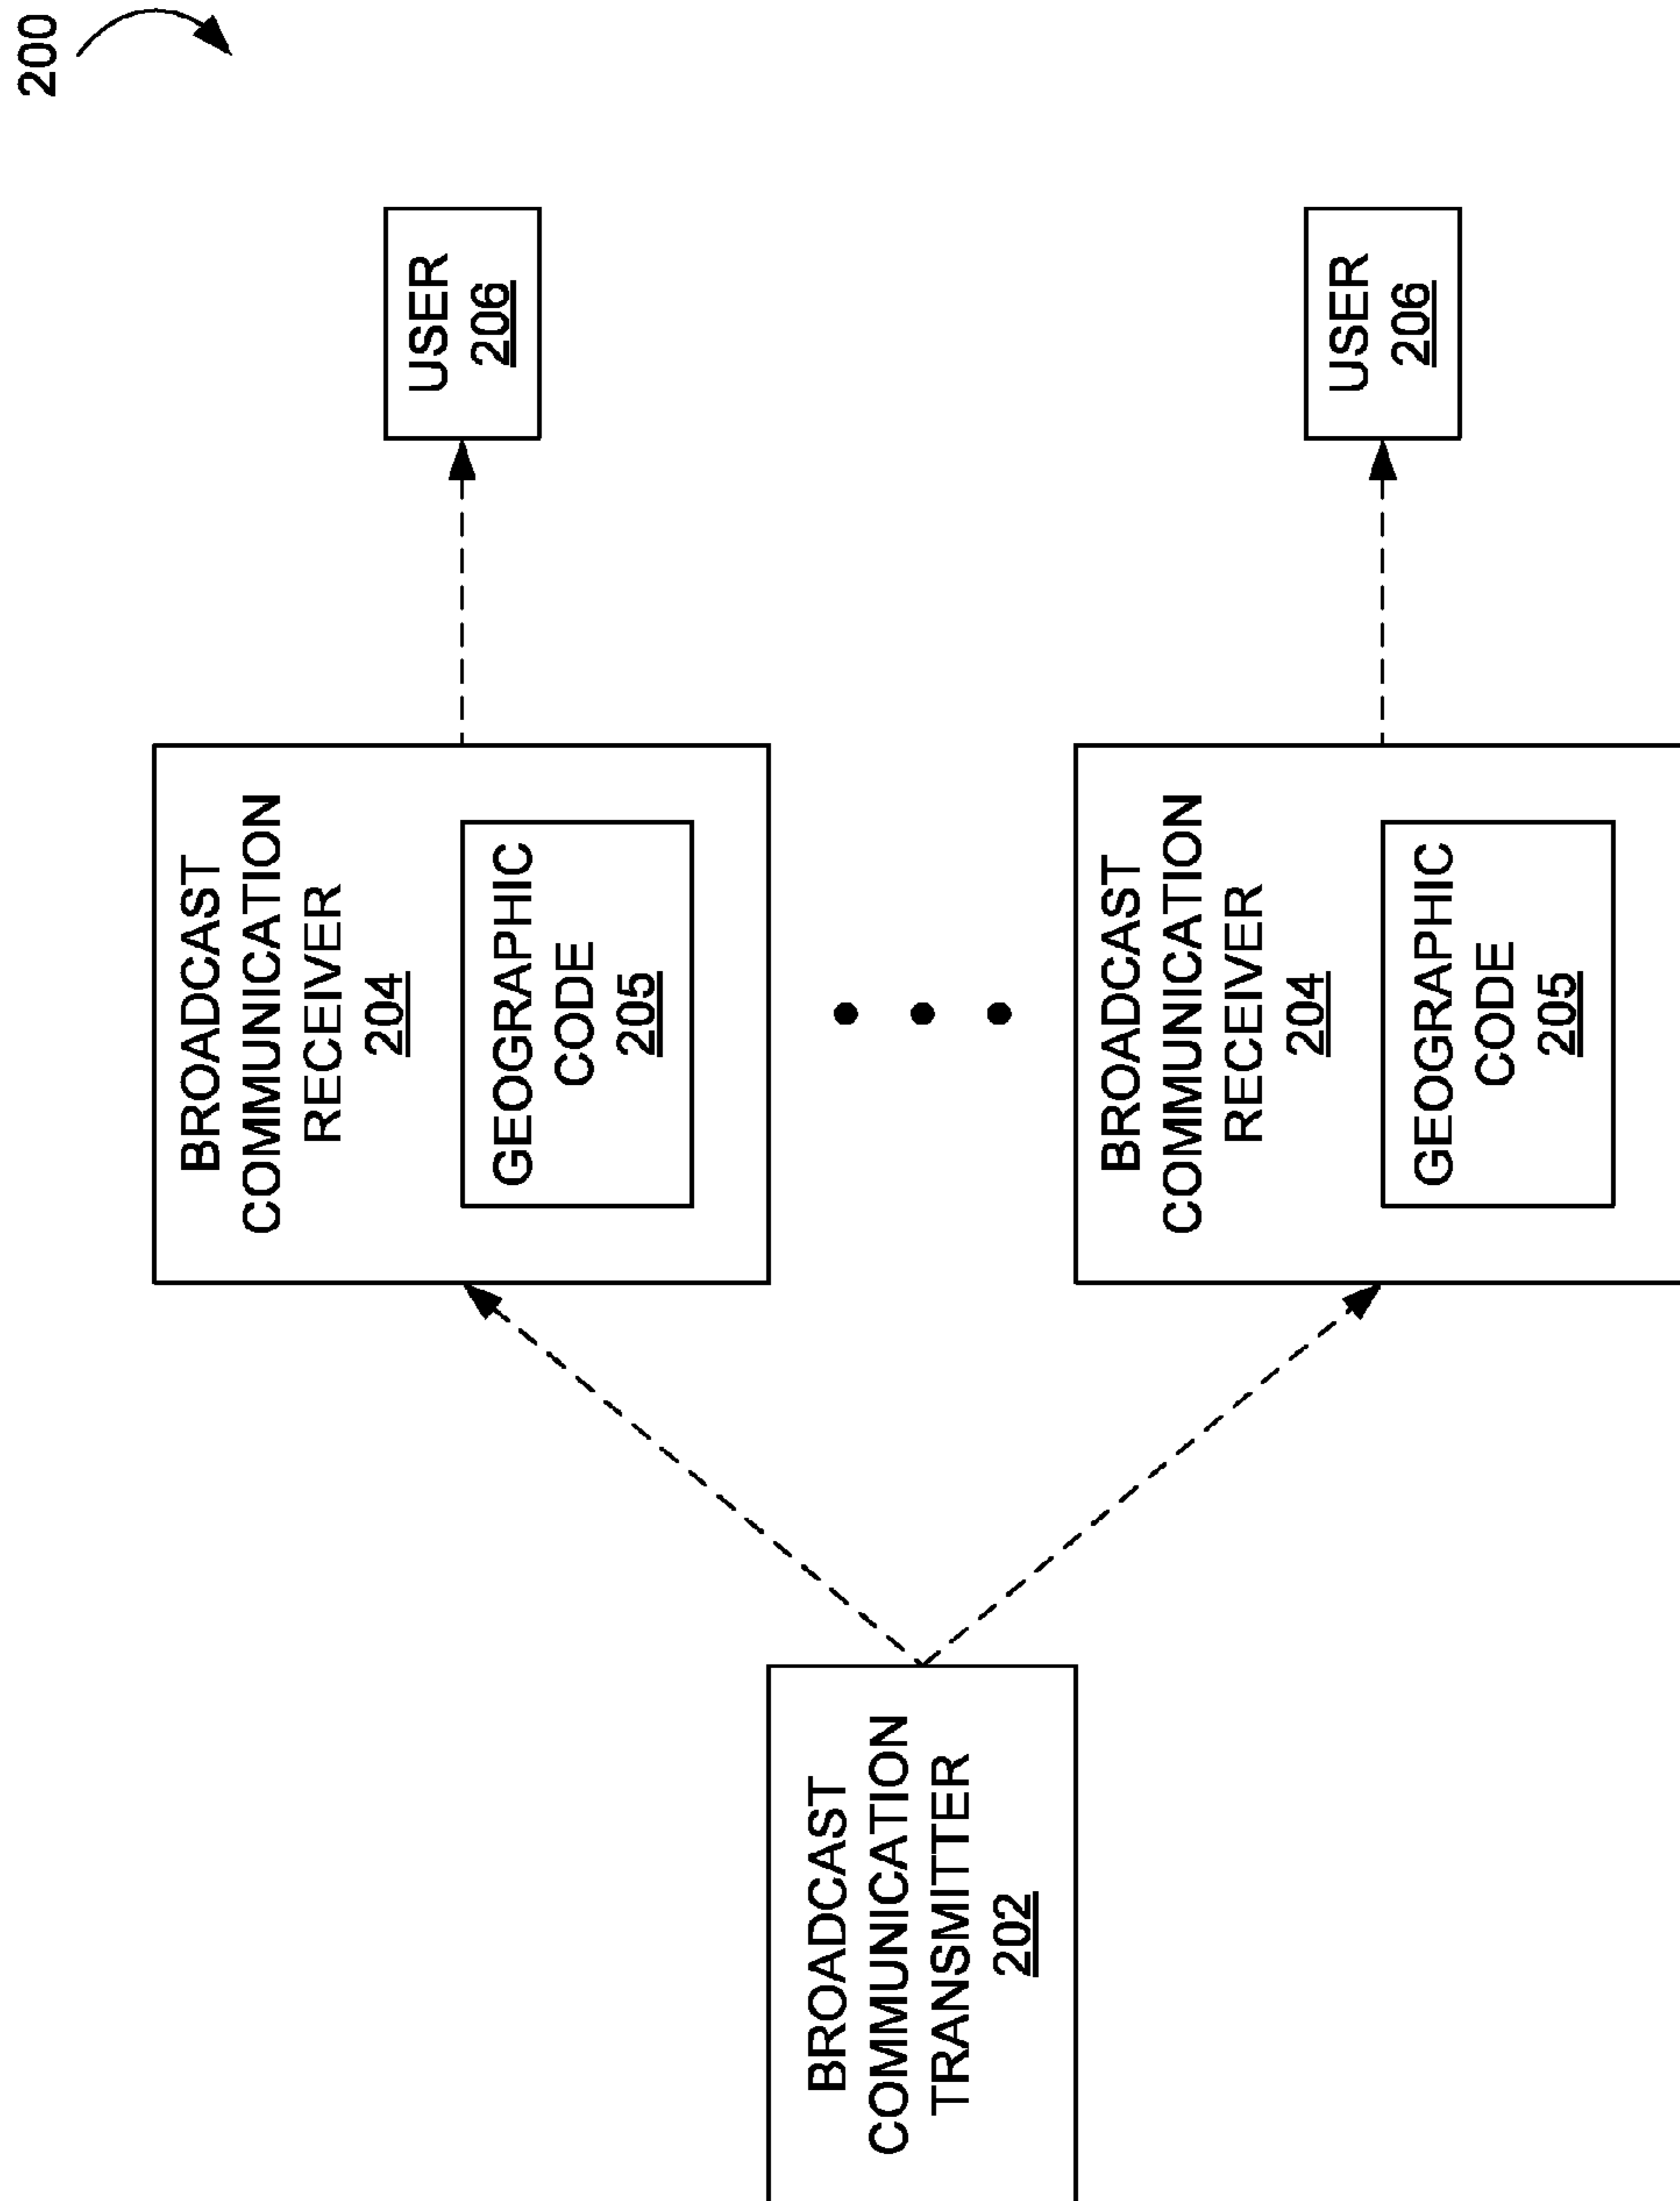 200
BROADCAST
COMMUNICATION
TRANSMITTER
202
BROADCAST
COMMUNICATION
RECEIVER
204
GEOGRAPHIC
CODE
205
USER
206
BROADCAST
COMMUNICATION
RECEIVER
204
GEOGRAPHIC
CODE
205
USER
206